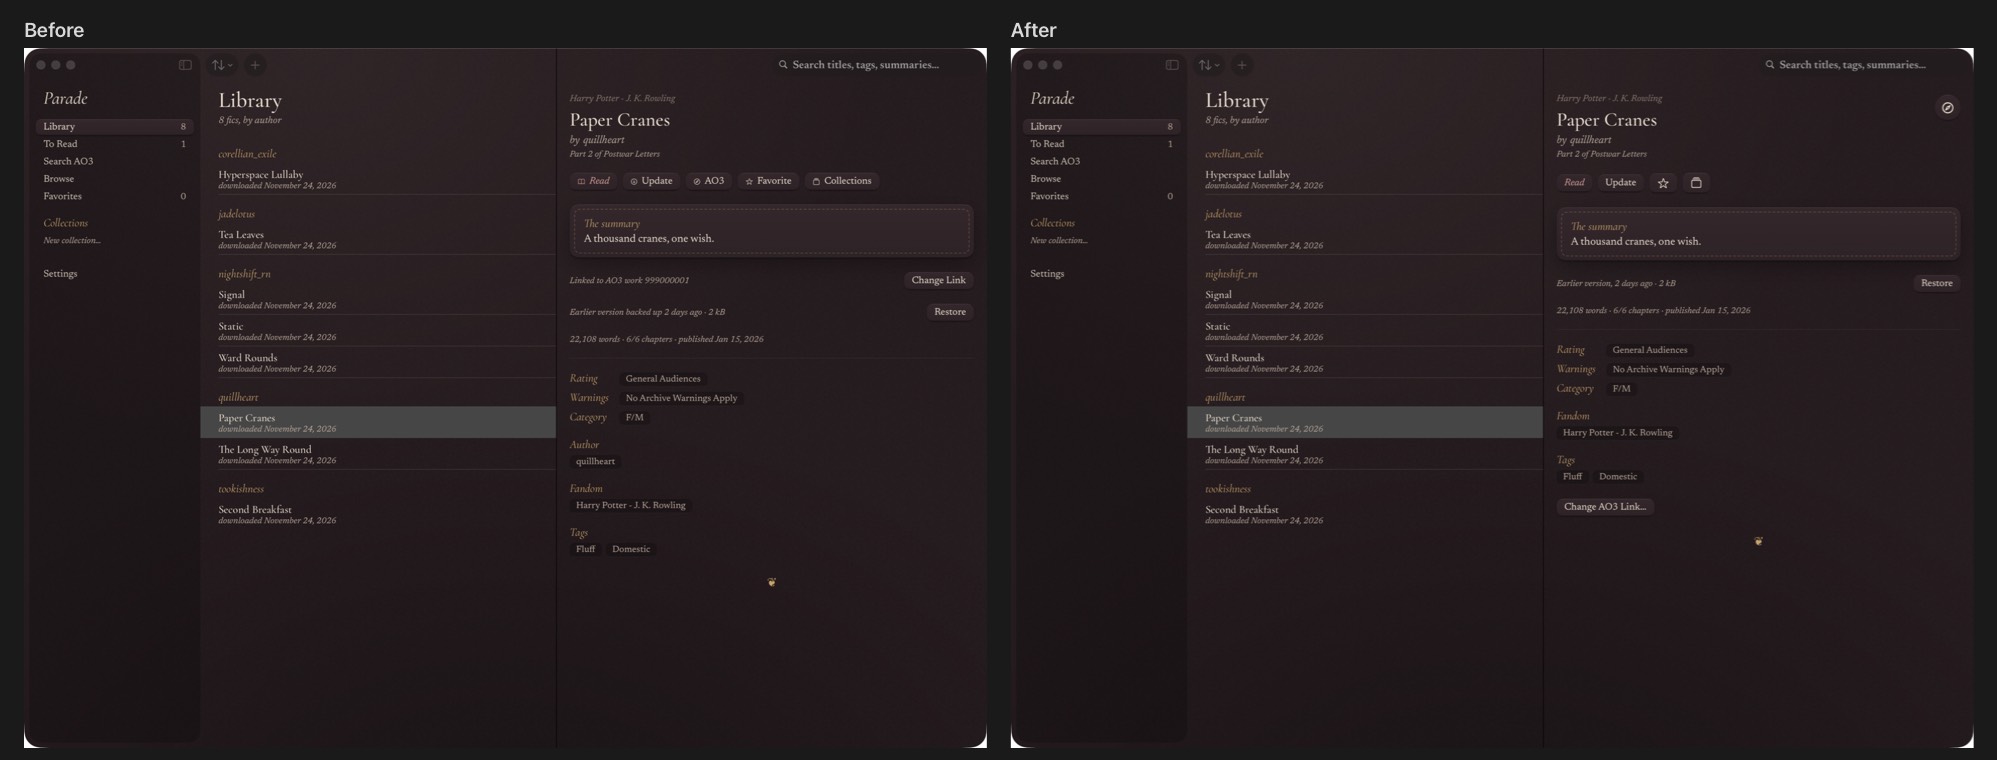 Before
Search titles, tags, summaries...
Parade
Library 8
To Read 1
Search AO3
Browse
Favorites 0
Collections
New collection...
Settings
Library
8 fics, by author
corellian_exile
Hyperspace Lullaby
downloaded November 24, 2026
jadelotus
Tea Leaves
downloaded November 24, 2026
nightshift_rn
Signal
downloaded November 24, 2026
Static
downloaded November 24, 2026
Ward Rounds
downloaded November 24, 2026
quillheart
Paper Cranes
downloaded November 24, 2026
The Long Way Round
downloaded November 24, 2026
tookishness
Second Breakfast
downloaded November 24, 2026
Harry Potter - J. K. Rowling
Paper Cranes
by quillheart
Part 2 of Postwar Letters
Read Update AO3 Favorite Collections
The summary
A thousand cranes, one wish.
Linked to AO3 work 999000001 Change Link
Earlier version backed up 2 days ago · 2 kB Restore
22,108 words · 6/6 chapters · published Jan 15, 2026
Rating General Audiences
Warnings No Archive Warnings Apply
Category F/M
Author
quillheart
Fandom
Harry Potter - J. K. Rowling
Tags
Fluff Domestic
After
Search titles, tags, summaries...
Parade
Library 8
To Read 1
Search AO3
Browse
Favorites 0
Collections
New collection...
Settings
Library
8 fics, by author
corellian_exile
Hyperspace Lullaby
downloaded November 24, 2026
jadelotus
Tea Leaves
downloaded November 24, 2026
nightshift_rn
Signal
downloaded November 24, 2026
Static
downloaded November 24, 2026
Ward Rounds
downloaded November 24, 2026
quillheart
Paper Cranes
downloaded November 24, 2026
The Long Way Round
downloaded November 24, 2026
tookishness
Second Breakfast
downloaded November 24, 2026
Harry Potter - J. K. Rowling
Paper Cranes
by quillheart
Part 2 of Postwar Letters
Read Update
The summary
A thousand cranes, one wish.
Earlier version, 2 days ago · 2 kB Restore
22,108 words · 6/6 chapters · published Jan 15, 2026
Rating General Audiences
Warnings No Archive Warnings Apply
Category F/M
Fandom
Harry Potter - J. K. Rowling
Tags
Fluff Domestic
Change AO3 Link...